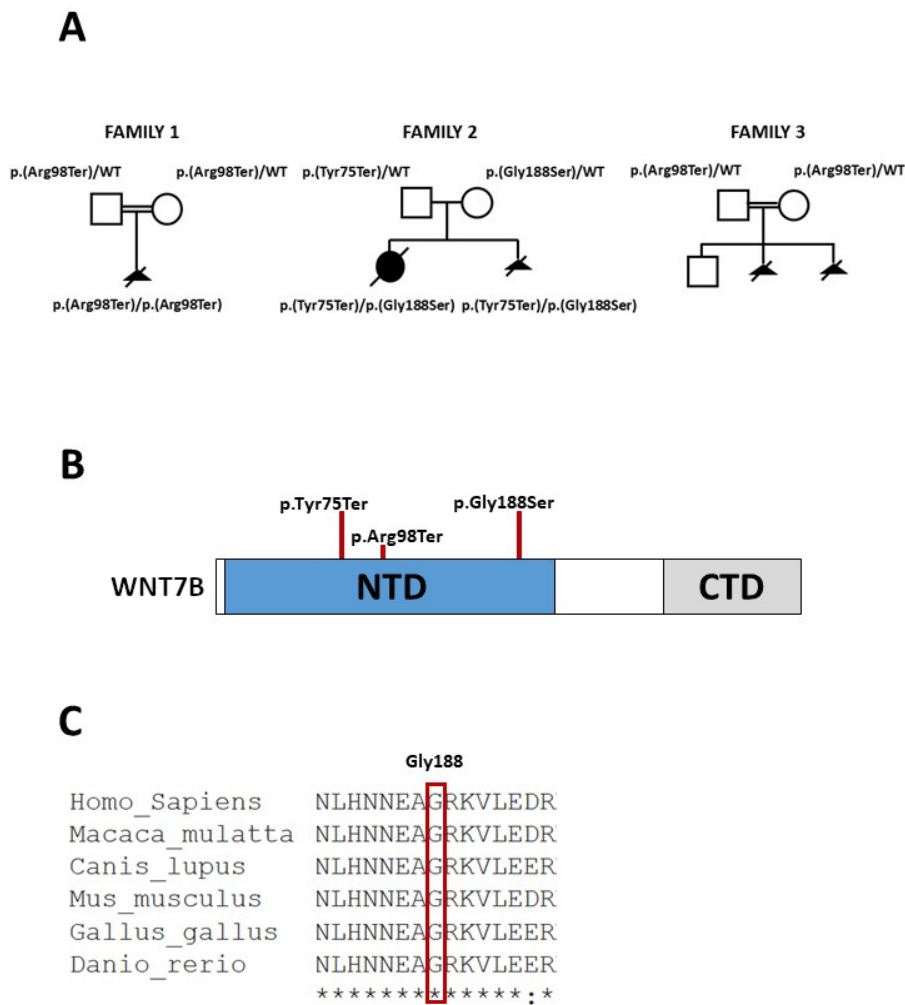 A
FAMILY 1
FAMILY 2
FAMILY 3
p.(Arg98Ter)/WT
p.(Arg98Ter)/WT
p.(Tyr75Ter)/WT
p.(Gly188Ser)/WT
p.(Arg98Ter)/WT
p.(Arg98Ter)/WT
p.(Arg98Ter)/p.(Arg98Ter)
p.(Tyr75Ter)/p.(Gly188Ser)
p.(Tyr75Ter)/p.(Gly188Ser)
B
p.Tyr75Ter
p.Arg98Ter
p.Gly188Ser
WNT7B
NTD
CTD
C
Gly188
Homo_Sapiens NLHNNEAGRKVLEDR
Macaca_mulatta NLHNNEAGRKVLEDR
Canis_lupus NLHNNEAGRKVLEER
Mus_musculus NLHNNEAGRKVLEDR
Gallus_gallus NLHNNEAGRKVLEDR
Danio_rerio NLHNNEAGRKVLEER
*************:*